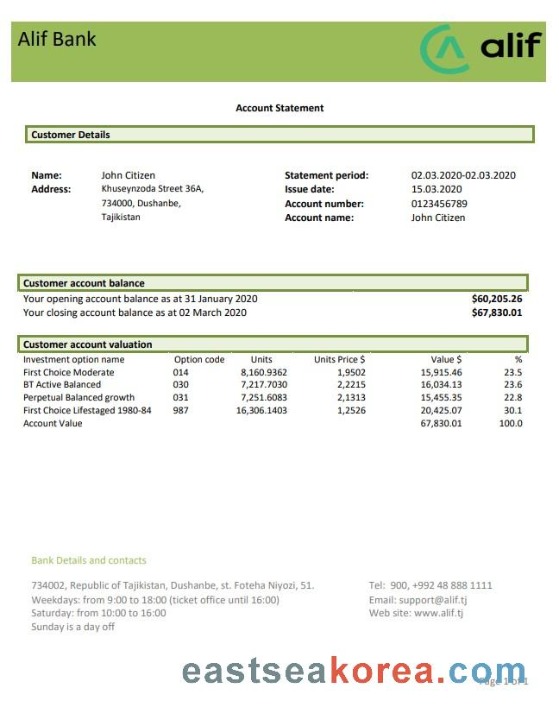 Alif Bank
alif
Account Statement
Customer Details
Name: John Citizen Statement period: 02.03.2020-02.03.2020
Address: Khuseynzoda Street 36A, Issue date: 15.03.2020
734000, Dushanbe, Account number: 0123456789
Tajikistan Account name: John Citizen
Customer account balance
Your opening account balance as at 31 January 2020 $60,205.26
Your closing account balance as at 02 March 2020 $67,830.01
Customer account valuation
Investment option name Option code Units Units Price $ Value $ %
First Choice Moderate 014 8,160.9362 1,9502 15,915.46 23.5
BT Active Balanced 030 7,217.7030 2,2215 16,034.13 23.6
Perpetual Balanced growth 031 7,251.6083 2,1313 15,455.35 22.8
First Choice Lifestaged 1980-84 987 16,306.1403 1,2526 20,425.07 30.1
Account Value 67,830.01 100.0
Bank Details and contacts
734002, Republic of Tajikistan, Dushanbe, st. Foteha Niyozi, 51. Tel: 900, +992 48 888 1111
Weekdays: from 9:00 to 18:00 (ticket office until 16:00) Email: support@alif.tj
Saturday: from 10:00 to 16:00 Web site: www.alif.tj
Sunday is a day off
eastseakorea.com
Page 1 of 1